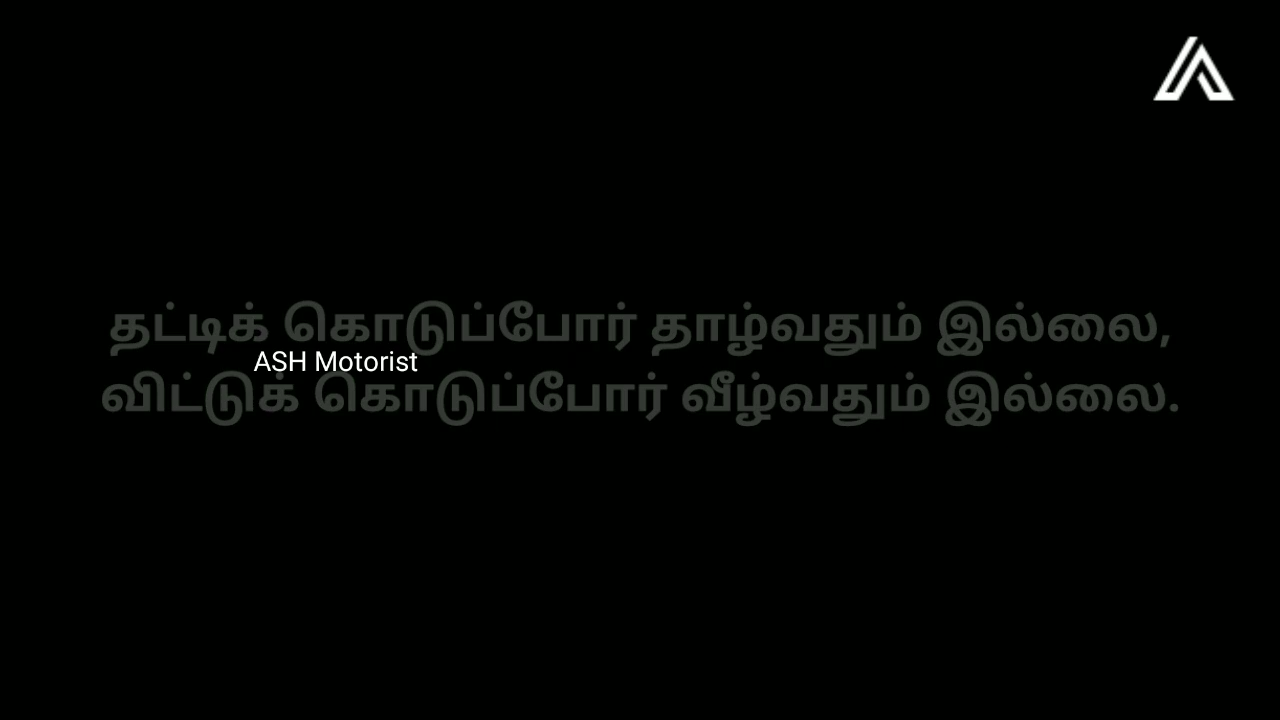 தட்டிக் கொடுப்போர் தாழ்வதும் இல்லை,
ASH Motorist
விட்டுக் கொடுப்போர் வீழ்வதும் இல்லை.